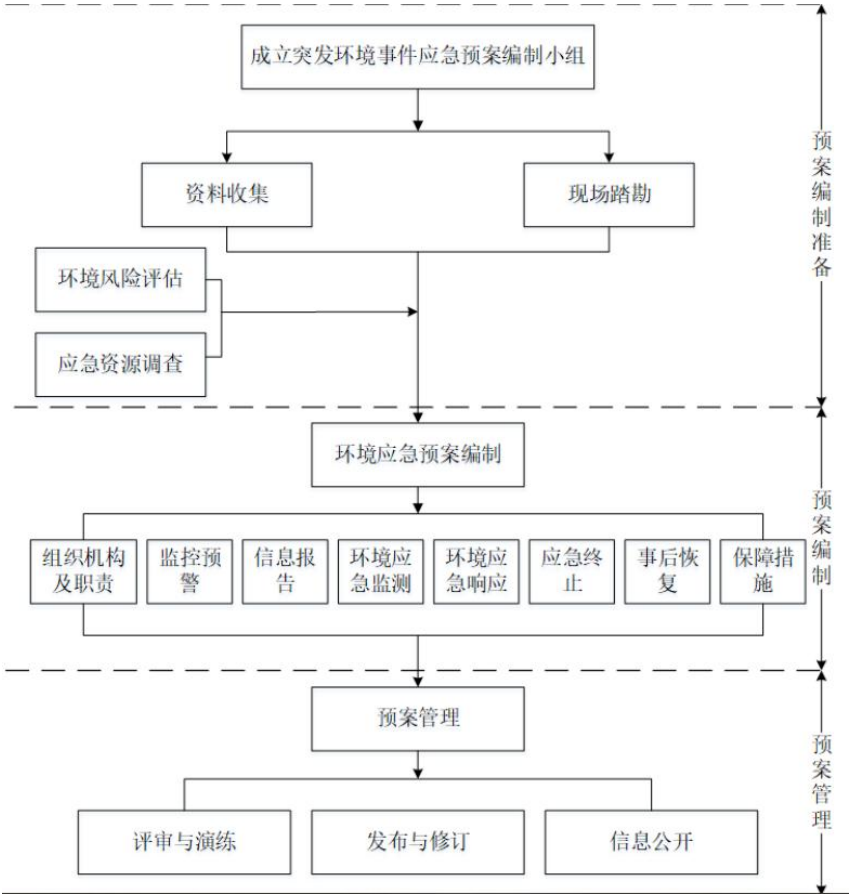 成立突发环境事件应急预案编制小组
资料收集
现场踏勘
环境风险评估
应急资源调查
预案编制准备
环境应急预案编制
组织机构
及职责
监控预
警
信息报
告
环境应
急监测
环境应
急响应
应急终
止
事后恢
复
保障措
施
预案编制
预案管理
评审与演练
发布与修订
信息公开
预案管理